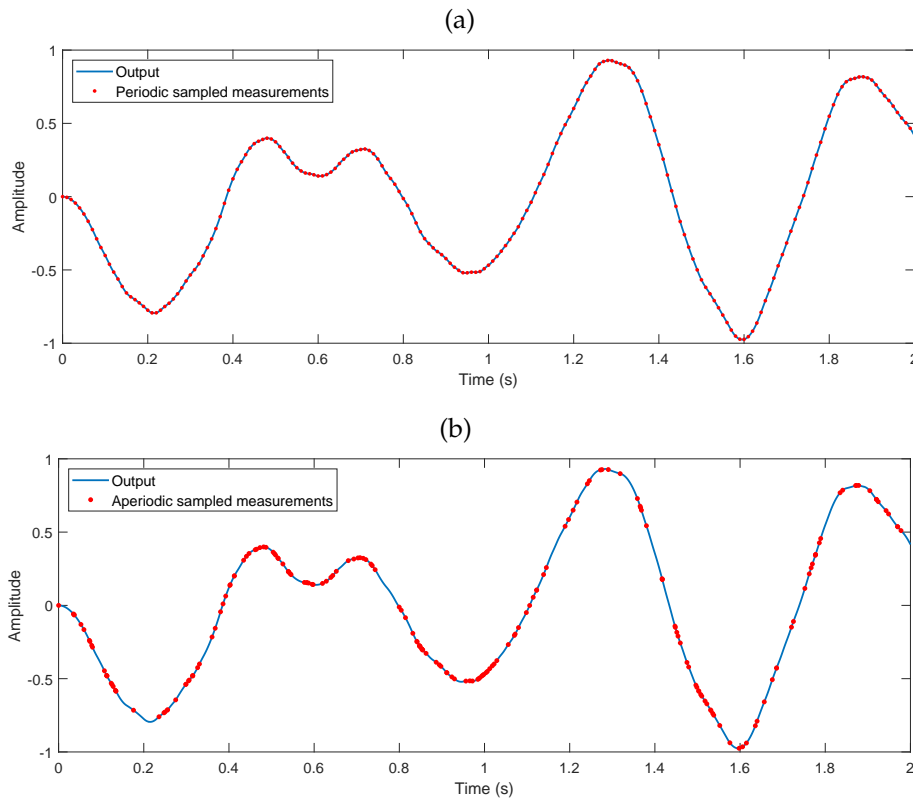 (a)
1
0.5
0
-0.5
-1
Amplitude
Output
Periodic sampled measurements
0 0.2 0.4 0.6 0.8 1 1.2 1.4 1.6 1.8 2
Time (s)
(b)
1
0.5
0
-0.5
-1
Amplitude
Output
Aperiodic sampled measurements
0 0.2 0.4 0.6 0.8 1 1.2 1.4 1.6 1.8 2
Time (s)